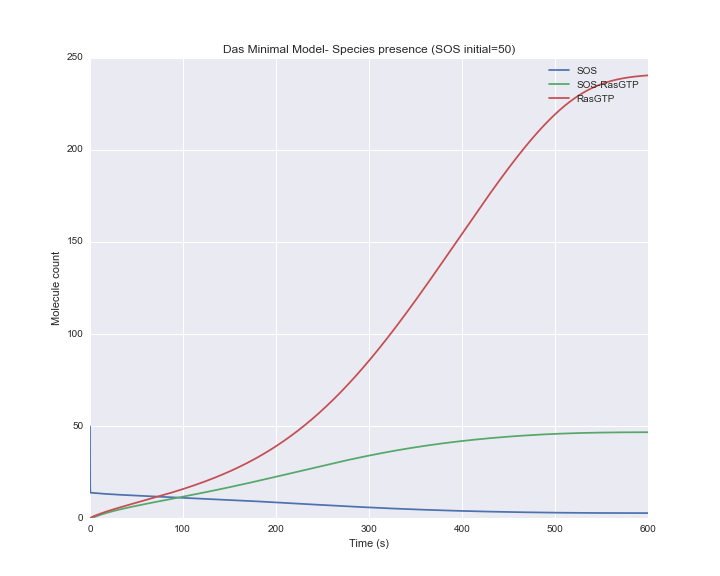 Das Minimal Model- Species presence (SOS initial=50)
SOS
SOS-RasGTP
RasGTP
250
200
150
100
50
0
Molecule count
0 100 200 300 400 500 600
Time (s)